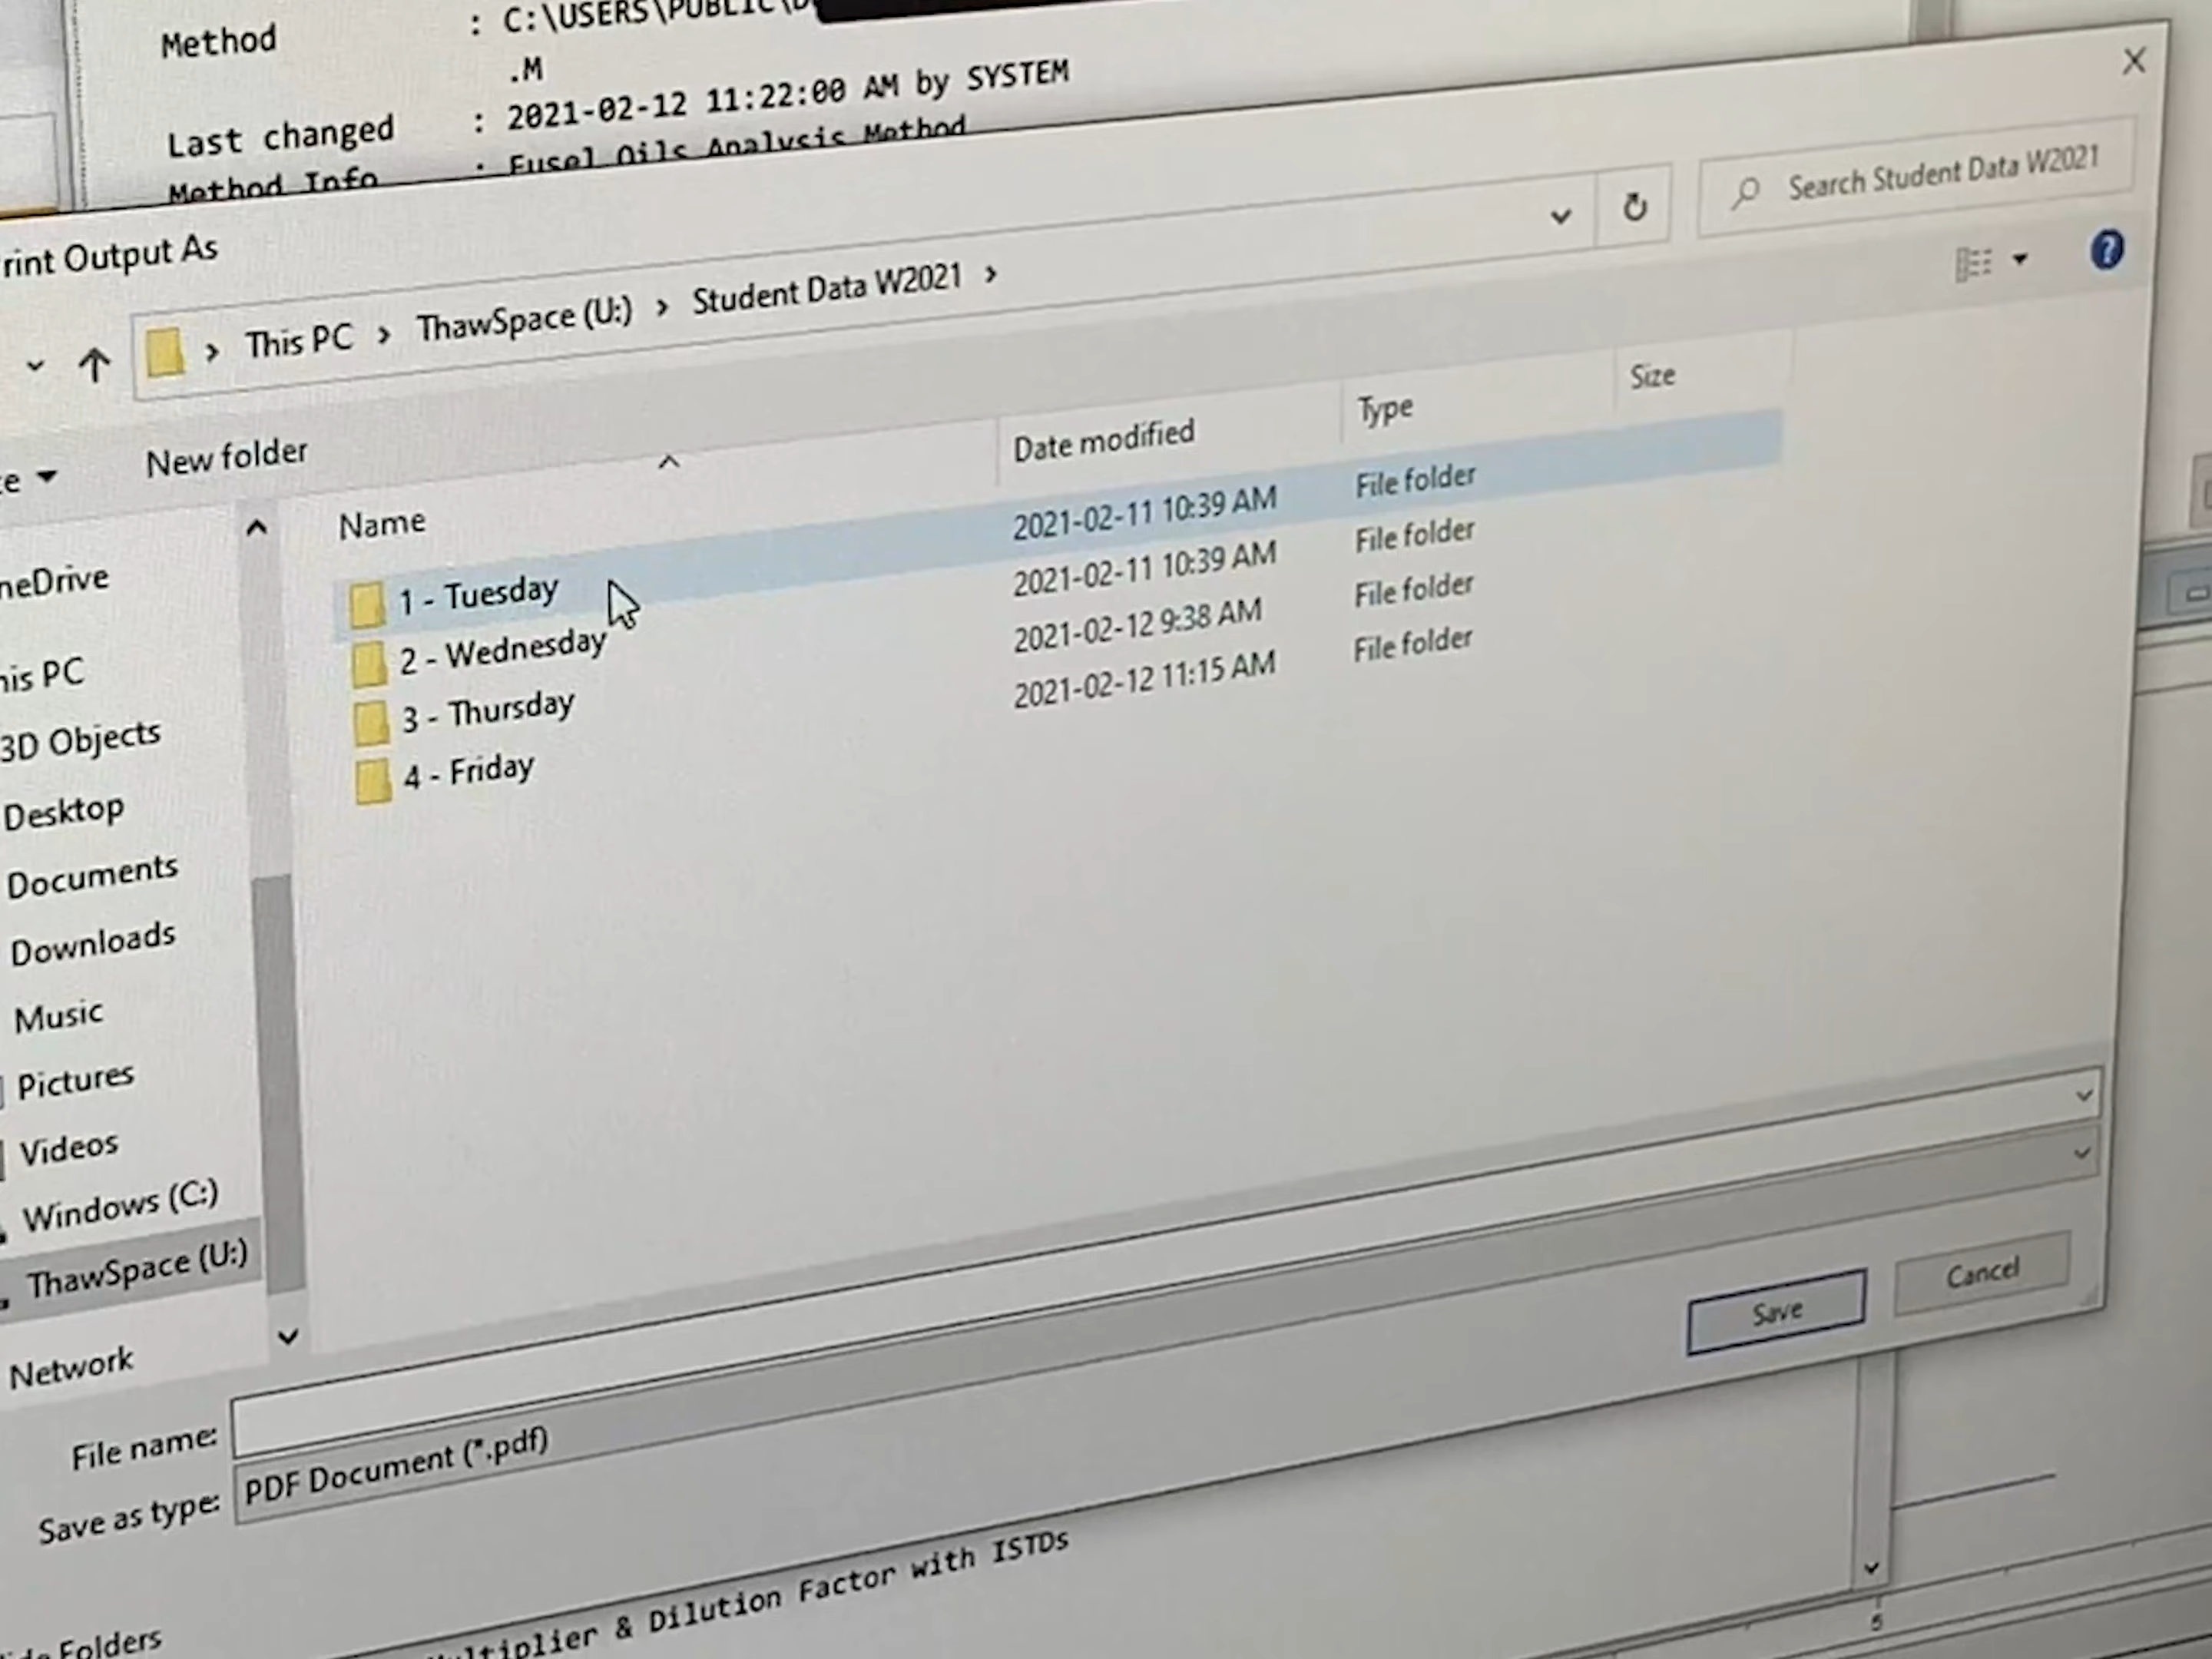 Method : C:\USERS\PUBLIC\D
.M
Last changed : 2021-02-12 11:22:00 AM by SYSTEM
Method Info : Fusel Oils Analysis Method
rint Output As
This PC > ThawSpace (U:) > Student Data W2021 >
Search Student Data W2021
New folder
Name Date modified Type Size
1 - Tuesday 2021-02-11 10:39 AM File folder
2 - Wednesday 2021-02-11 10:39 AM File folder
3 - Thursday 2021-02-12 9:38 AM File folder
4 - Friday 2021-02-12 11:15 AM File folder
neDrive
his PC
3D Objects
Desktop
Documents
Downloads
Music
Pictures
Videos
Windows (C:)
ThawSpace (U:)
Network
File name:
Save as type: PDF Document (*.pdf)
Save Cancel
Folders
ultiplier & Dilution Factor with ISTDs
5